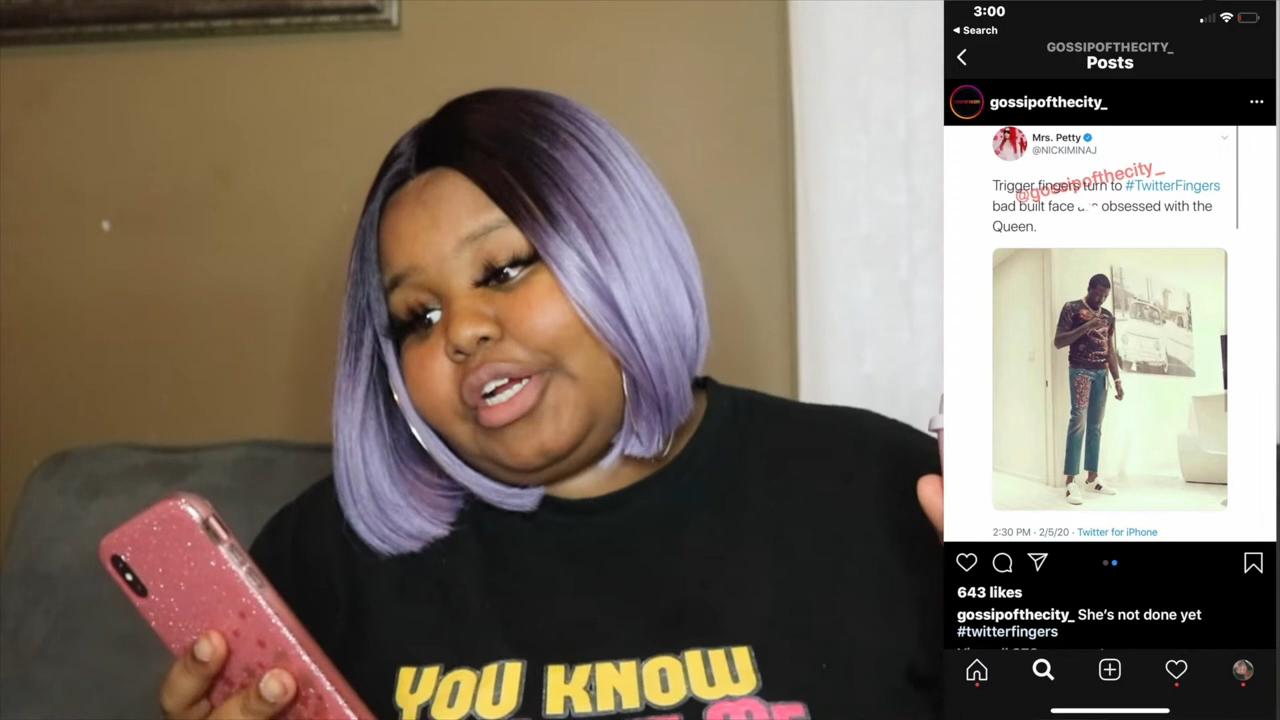 3:00
Search
GOSSIPOFTHECITY_
Posts
gossipofthecity_
Mrs. Petty
@NICKIMINAJ
@gossipofthecity_
Trigger fingers turn to #TwitterFingers
bad built face obsessed with the
Queen.
2:30 PM · 2/5/20 · Twitter for iPhone
643 likes
gossipofthecity_ She's not done yet
#twitterfingers
YOU KNOW
ME